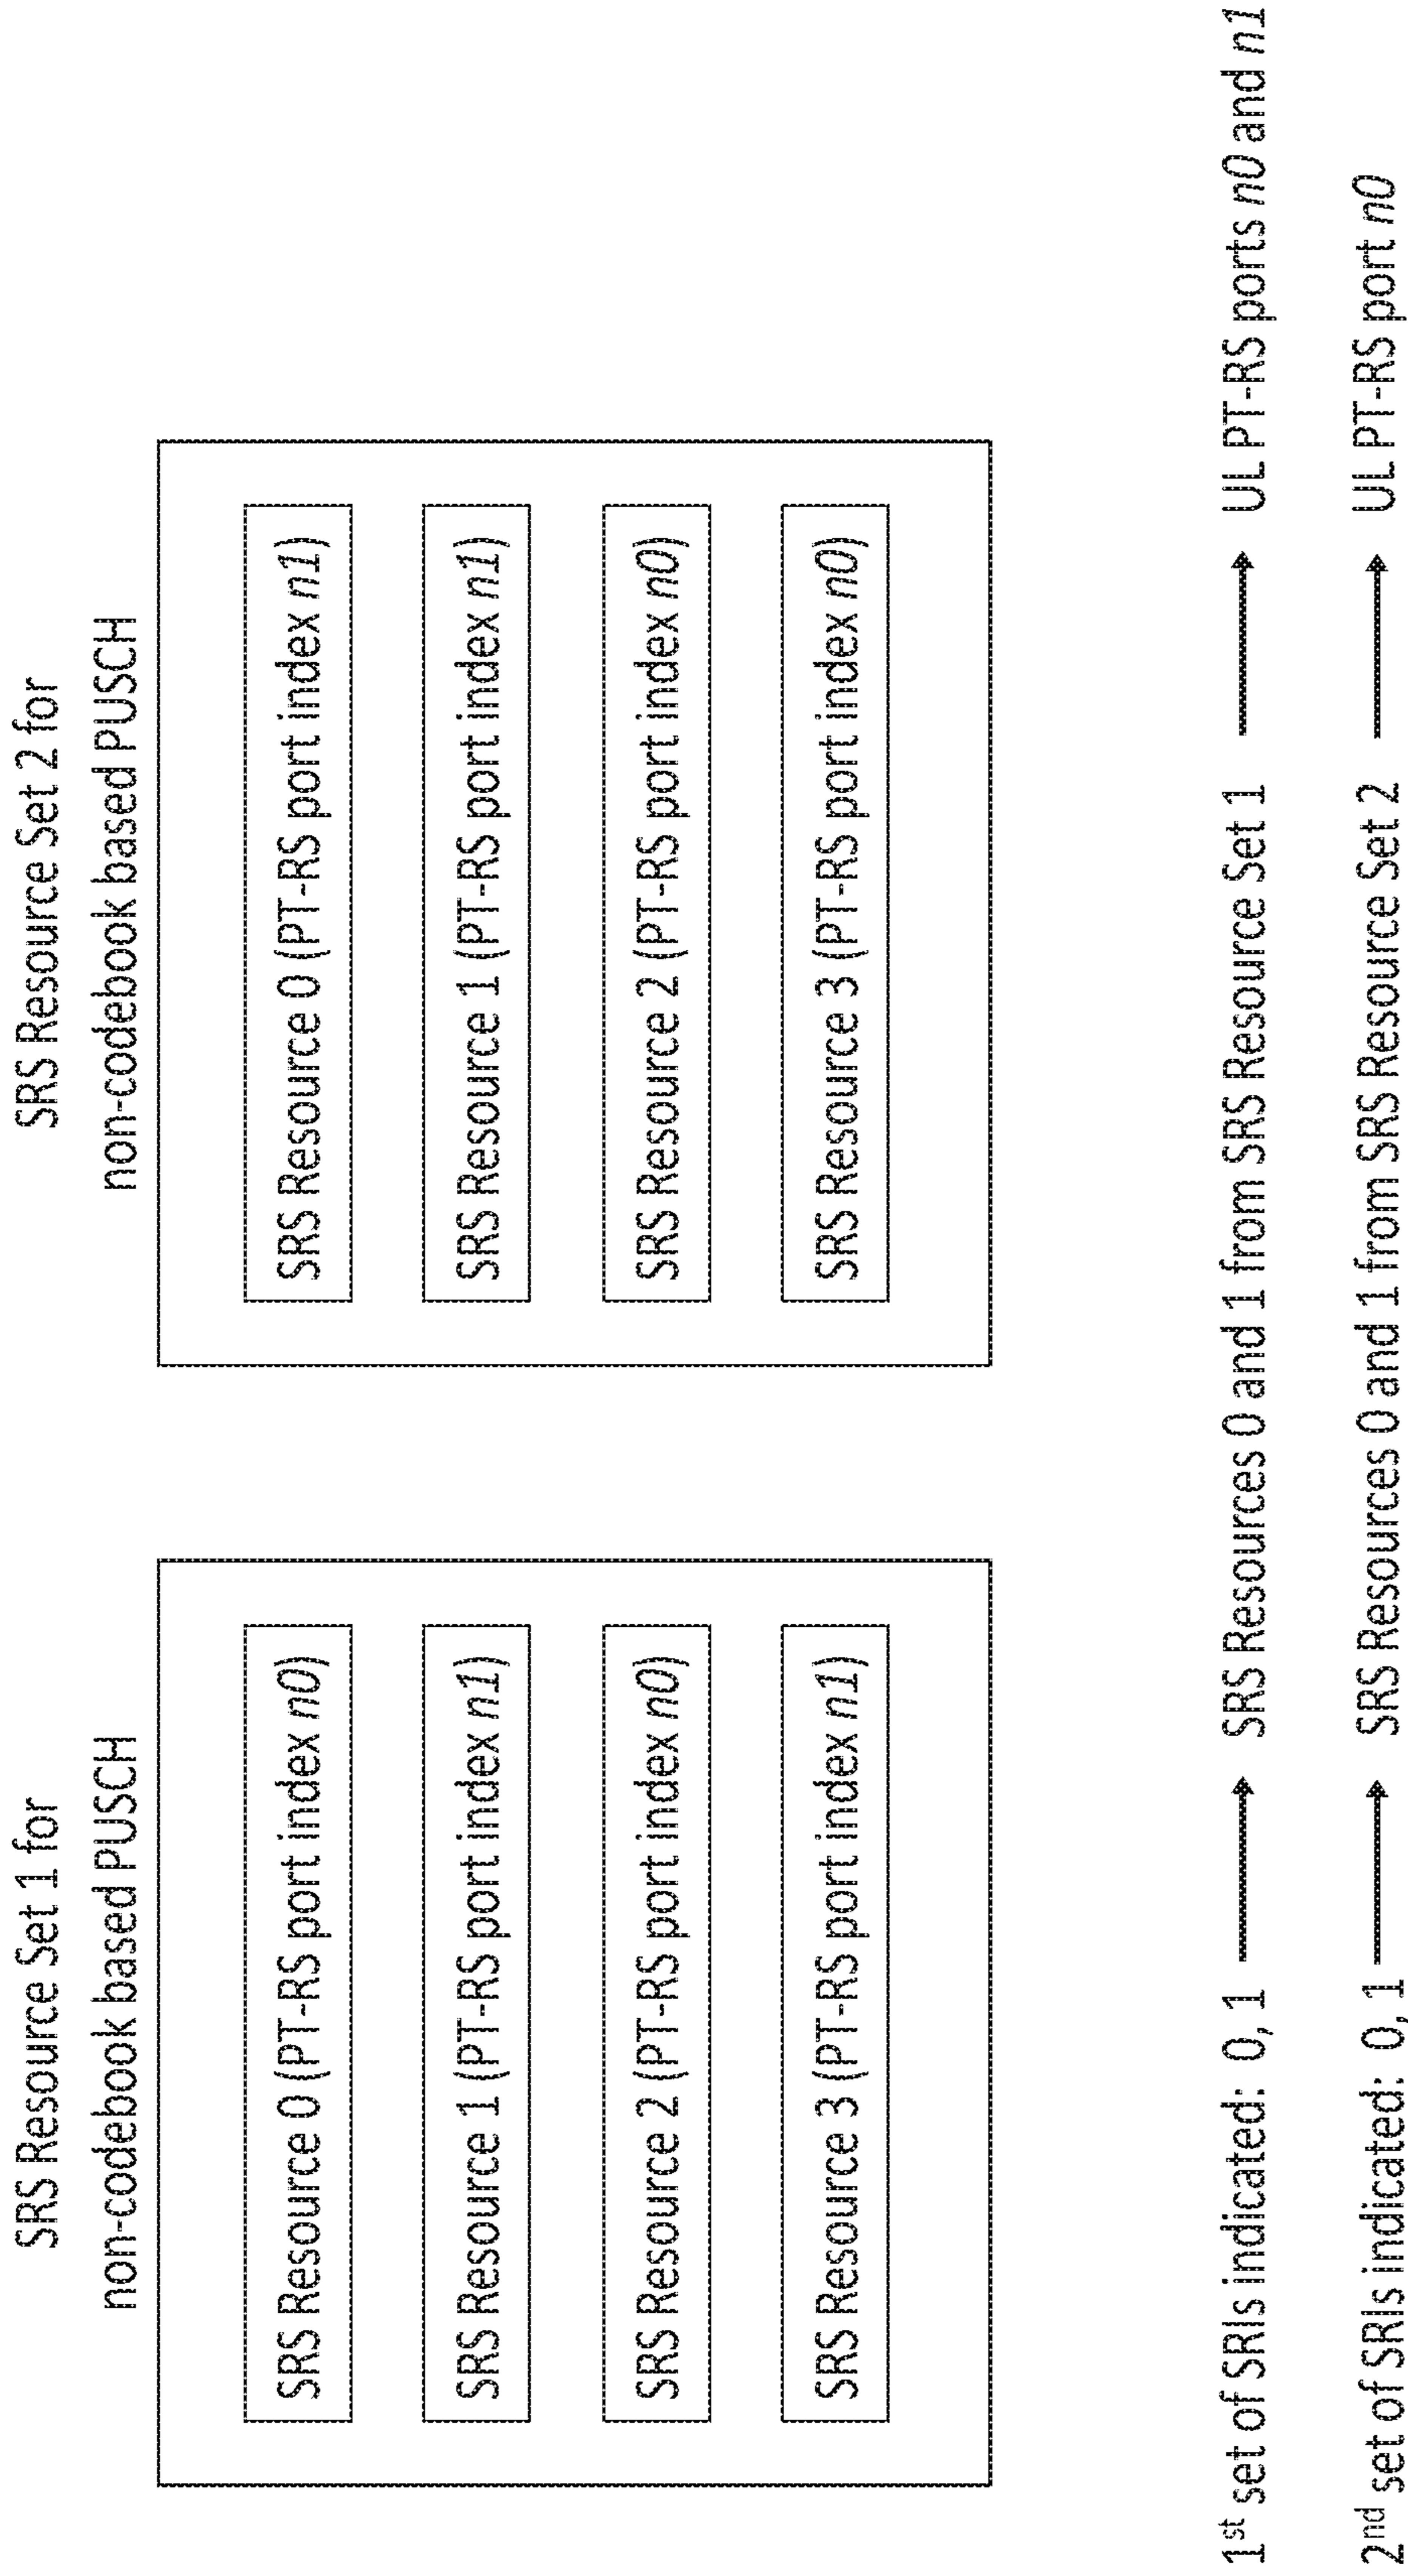 SRS Resource Set 1 for
non-codebook based PUSCH
SRS Resource 0 (PT-RS port index n0)
SRS Resource 1 (PT-RS port index n1)
SRS Resource 2 (PT-RS port index n0)
SRS Resource 3 (PT-RS port index n1)
SRS Resource Set 2 for
non-codebook based PUSCH
SRS Resource 0 (PT-RS port index n1)
SRS Resource 1 (PT-RS port index n1)
SRS Resource 2 (PT-RS port index n0)
SRS Resource 3 (PT-RS port index n0)
1st set of SRIs indicated: 0, 1 SRS Resources 0 and 1 from SRS Resource Set 1 UL PT-RS ports n0 and n1
2nd set of SRIs indicated: 0, 1 SRS Resources 0 and 1 from SRS Resource Set 2 UL PT-RS port n0